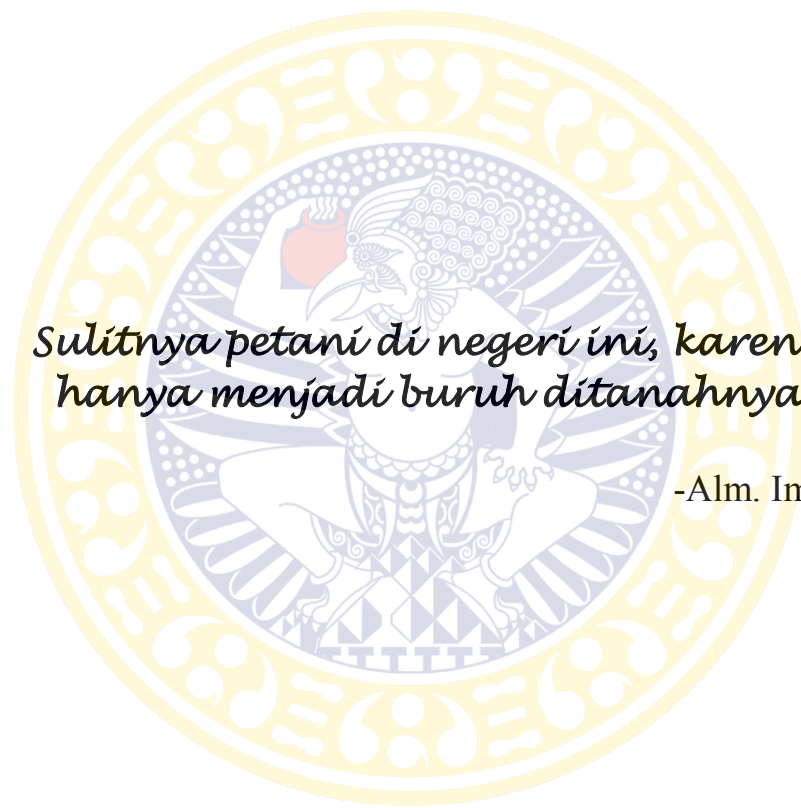 Sulitnya petani di negeri ini, karen
hanya menjadi buruh ditanahnya
-Alm. Im